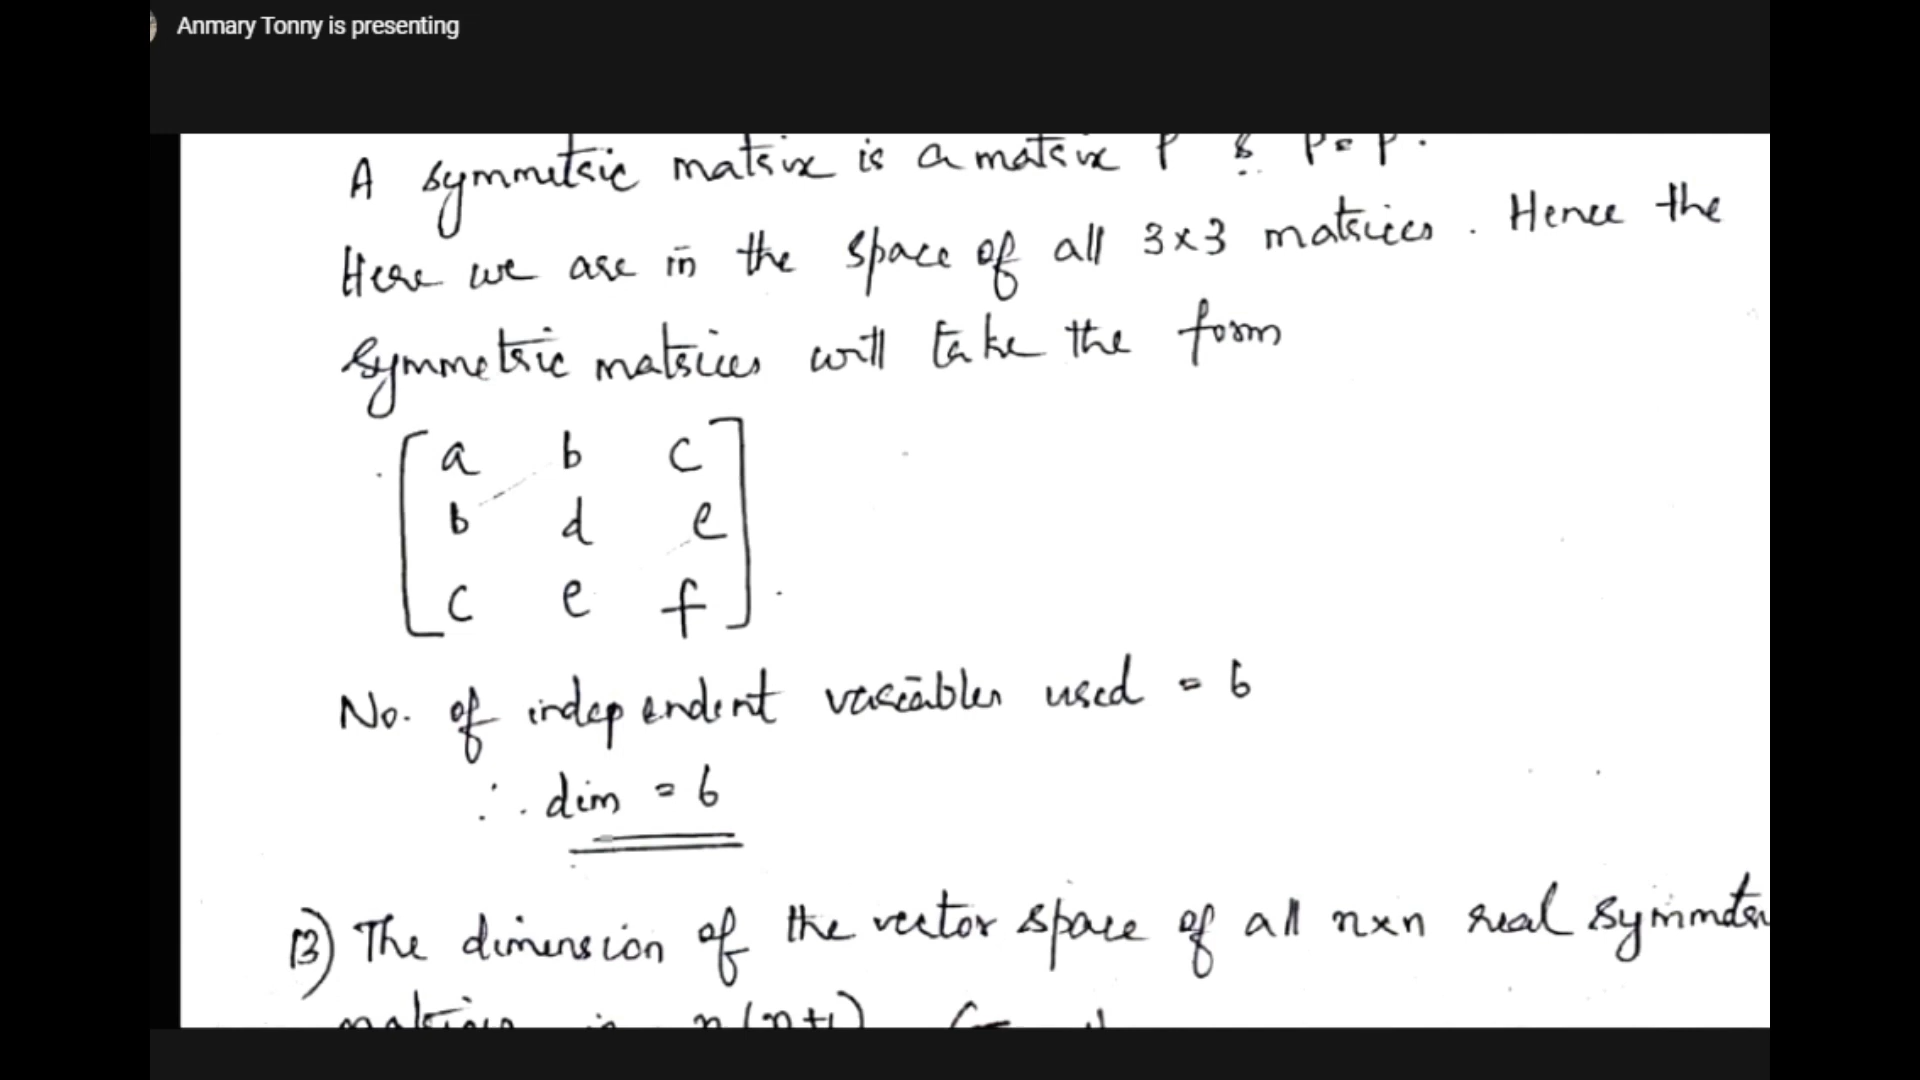 Anmary Tonny is presenting
A symmetric matrix is a matrix P
Here we are in the space of all 3×3 matrices. Hence the
symmetric matrices will take the form
a b c
b d e
c e f
No. of independent variables used = 6
∴ dim = 6
B) The dimension of the vector space of all n×n real
n(n+1)